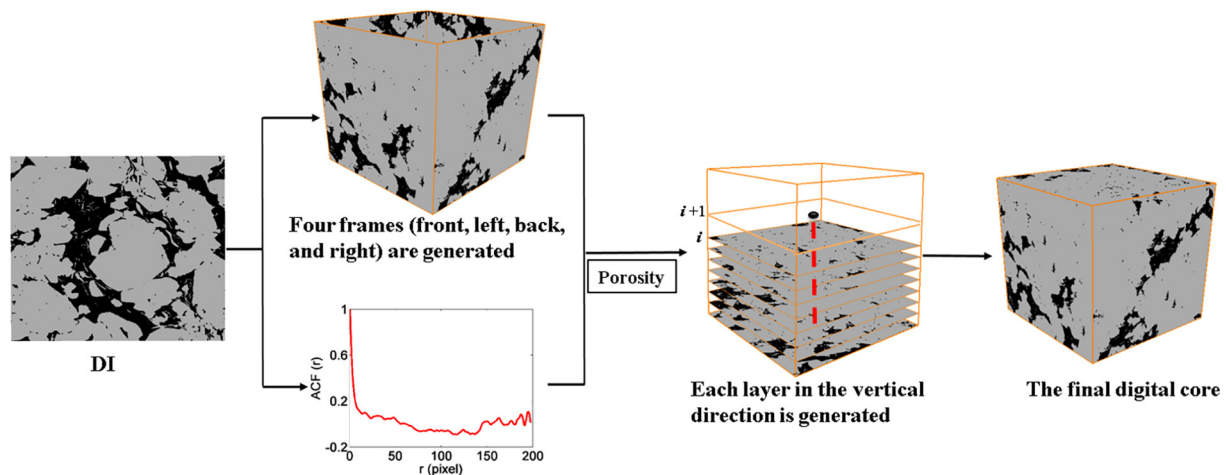 DI
Four frames (front, left, back,
and right) are generated
1
0.6
0.2
-0.2
ACF (r)
0
50
100
150
200
r (pixel)
Porosity
i+1
i
Each layer in the vertical
direction is generated
The final digital core